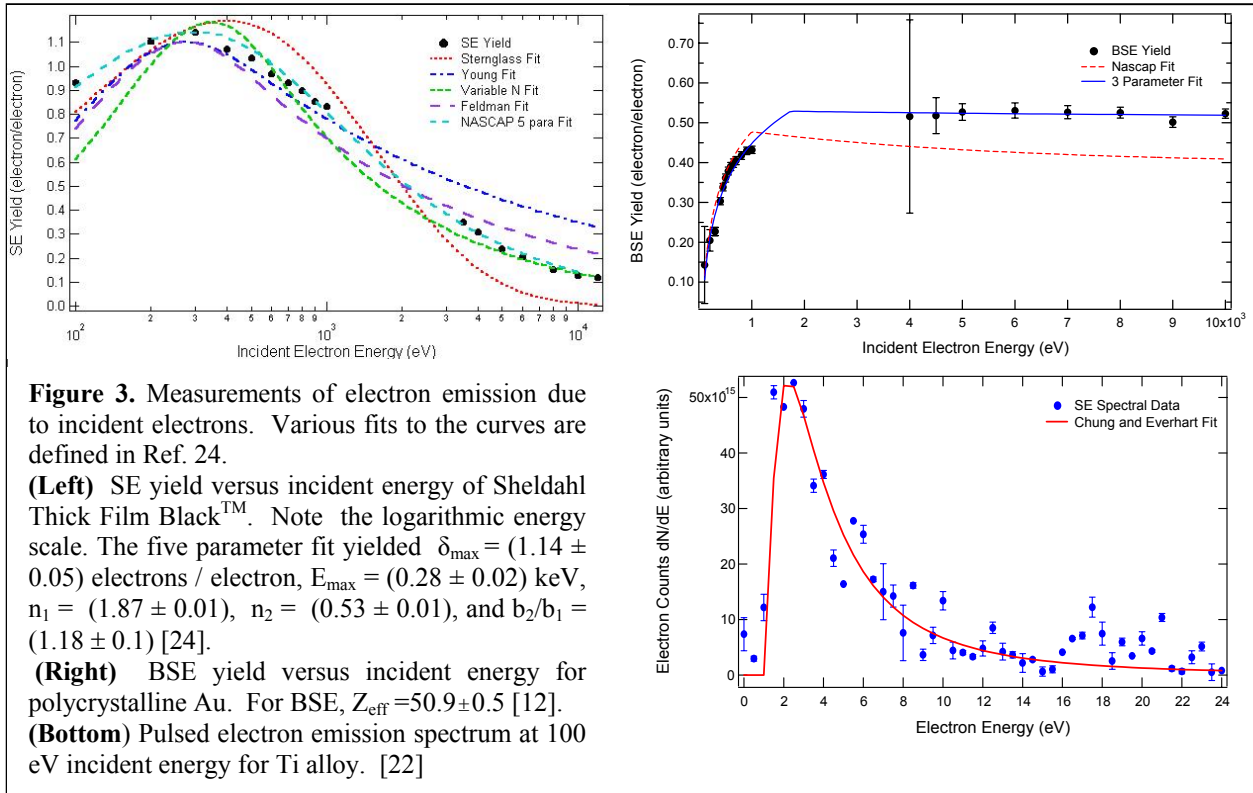 1.1
1.0
0.9
0.8
0.7
0.6
0.5
0.4
0.3
0.2
0.1
0.0
SE Yield (electron/electron)
SE Yield
Sternglass Fit
Young Fit
Variable N Fit
Feldman Fit
NASCAP 5 para Fit
10² 2 3 4 5 6 7 8 9 10³ 2 3 4 5 6 7 8 9 10⁴
Incident Electron Energy (eV)
0.70
0.60
0.50
0.40
0.30
0.20
0.10
BSE Yield (electron/electron)
BSE Yield
Nascap Fit
3 Parameter Fit
1 2 3 4 5 6 7 8 9 10x10³
Incident Electron Energy (eV)
Figure 3. Measurements of electron emission due
to incident electrons. Various fits to the curves are
defined in Ref. 24.
(Left) SE yield versus incident energy of Sheldahl
Thick Film Black™. Note the logarithmic energy
scale. The five parameter fit yielded δmax = (1.14 ±
0.05) electrons / electron, Emax = (0.28 ± 0.02) keV,
n₁ = (1.87 ± 0.01), n₂ = (0.53 ± 0.01), and b₂/b₁ =
(1.18 ± 0.1) [24].
(Right) BSE yield versus incident energy for
polycrystalline Au. For BSE, Zeff =50.9±0.5 [12].
(Bottom) Pulsed electron emission spectrum at 100
eV incident energy for Ti alloy. [22]
50x10¹⁵
40
30
20
10
0
Electron Counts dN/dE (arbitrary units)
SE Spectral Data
Chung and Everhart Fit
0 2 4 6 8 10 12 14 16 18 20 22 24
Electron Energy (eV)